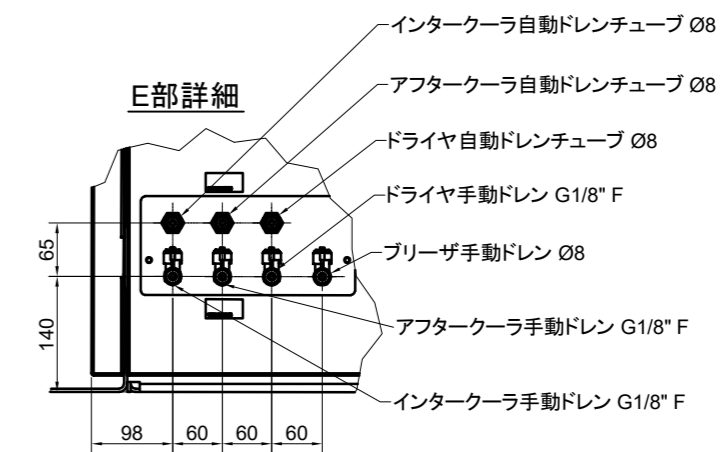 インタークーラ自動ドレンチューブ Ø8
アフタークーラ自動ドレンチューブ Ø8
E部詳細
ドライヤ自動ドレンチューブ Ø8
ドライヤ手動ドレン G1/8" F
ブリーザ手動ドレン Ø8
アフタークーラ手動ドレン G1/8" F
インタークーラ手動ドレン G1/8" F
65
140
98
60
60
60